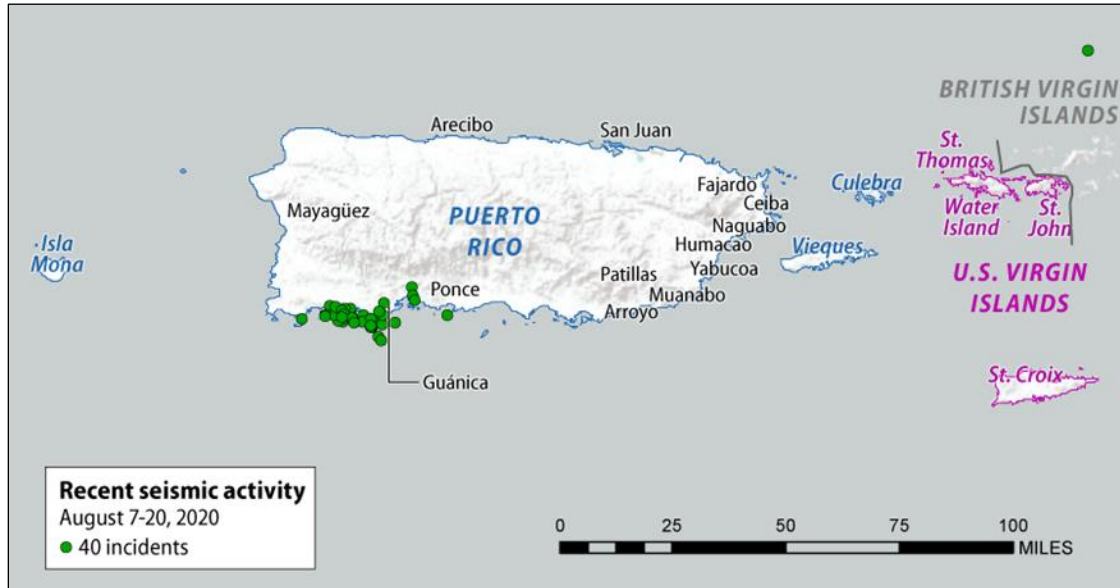 BRITISH VIRGIN
ISLANDS
Arecibo
San Juan
St.
Thomas
Fajardo
Culebra
Ceiba
Mayagüez
PUERTO
RICO
Naguabo
Water
Island
St.
John
Isla
Mona
Humacao
Vieques
Patillas
Yabucoa
U.S. VIRGIN
ISLANDS
Ponce
Muanabo
Arroyo
Guánica
St. Croix
Recent seismic activity
August 7-20, 2020
40 incidents
0 25 50 75 100
MILES